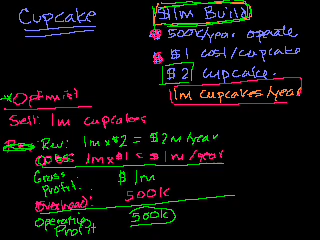 Cupcake
$1m Build
$ 500k/year operate
$ $1 cost/cupcake
$2 cupcake.
1m cupcakes/year
*Optimist
Sell: 1m cupcakes
Rev: 1m x $2 = $2m/year
COGS 1m x $1 = $1m/year
Gross Profit: $1m
Overhead: 500K
Operating Profit 500K